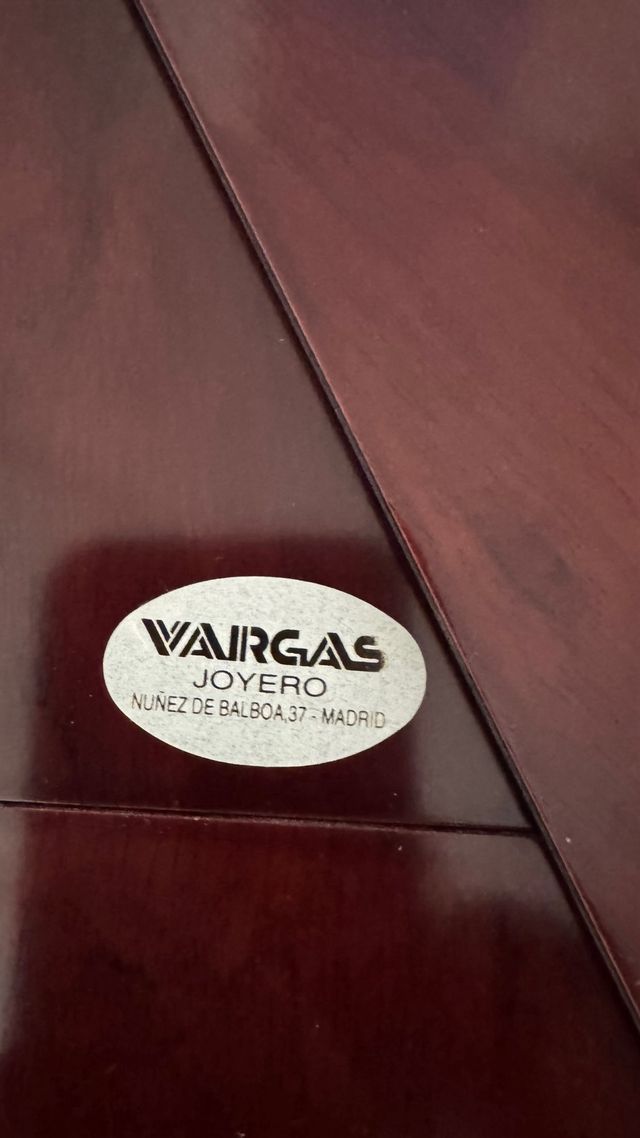 VARGAS
JOYERO
NUÑEZ DE BALBOA,37 - MADRID